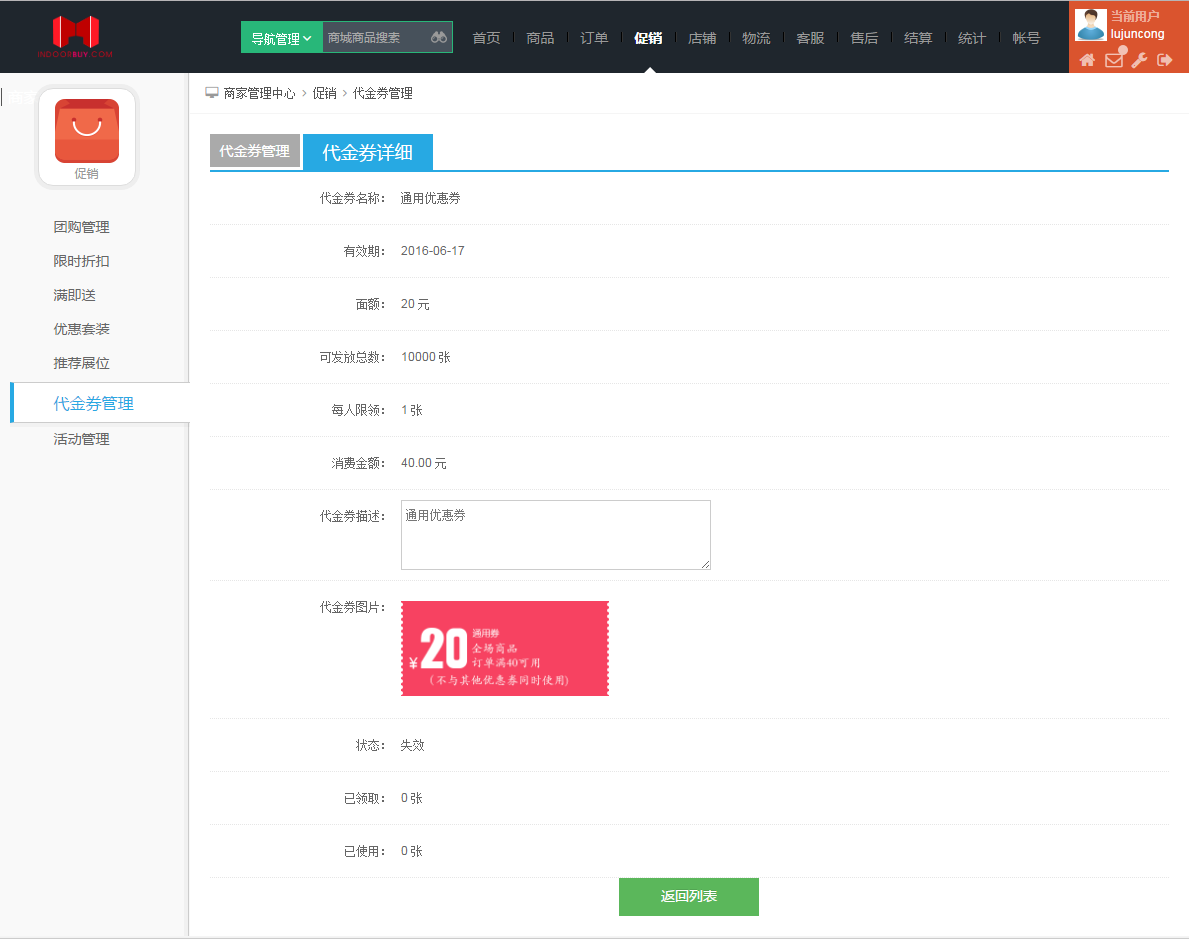 INDOORBUY.COM
导航管理
商城商品搜索
首页
商品
订单
促销
店铺
物流
客服
售后
结算
统计
帐号
当前用户
lujuncong
促销
团购管理
限时折扣
满即送
优惠套装
推荐展位
代金券管理
活动管理
商家管理中心 > 促销 > 代金券管理
代金券管理
代金券详细
代金券名称： 通用优惠券
有效期： 2016-06-17
面额： 20 元
可发放总数： 10000 张
每人限领： 1 张
消费金额： 40.00 元
代金券描述： 通用优惠券
代金券图片：
¥20
通用券
全场商品
订单满40可用
（不与其他优惠券同时使用）
状态： 失效
已领取： 0 张
已使用： 0 张
返回列表